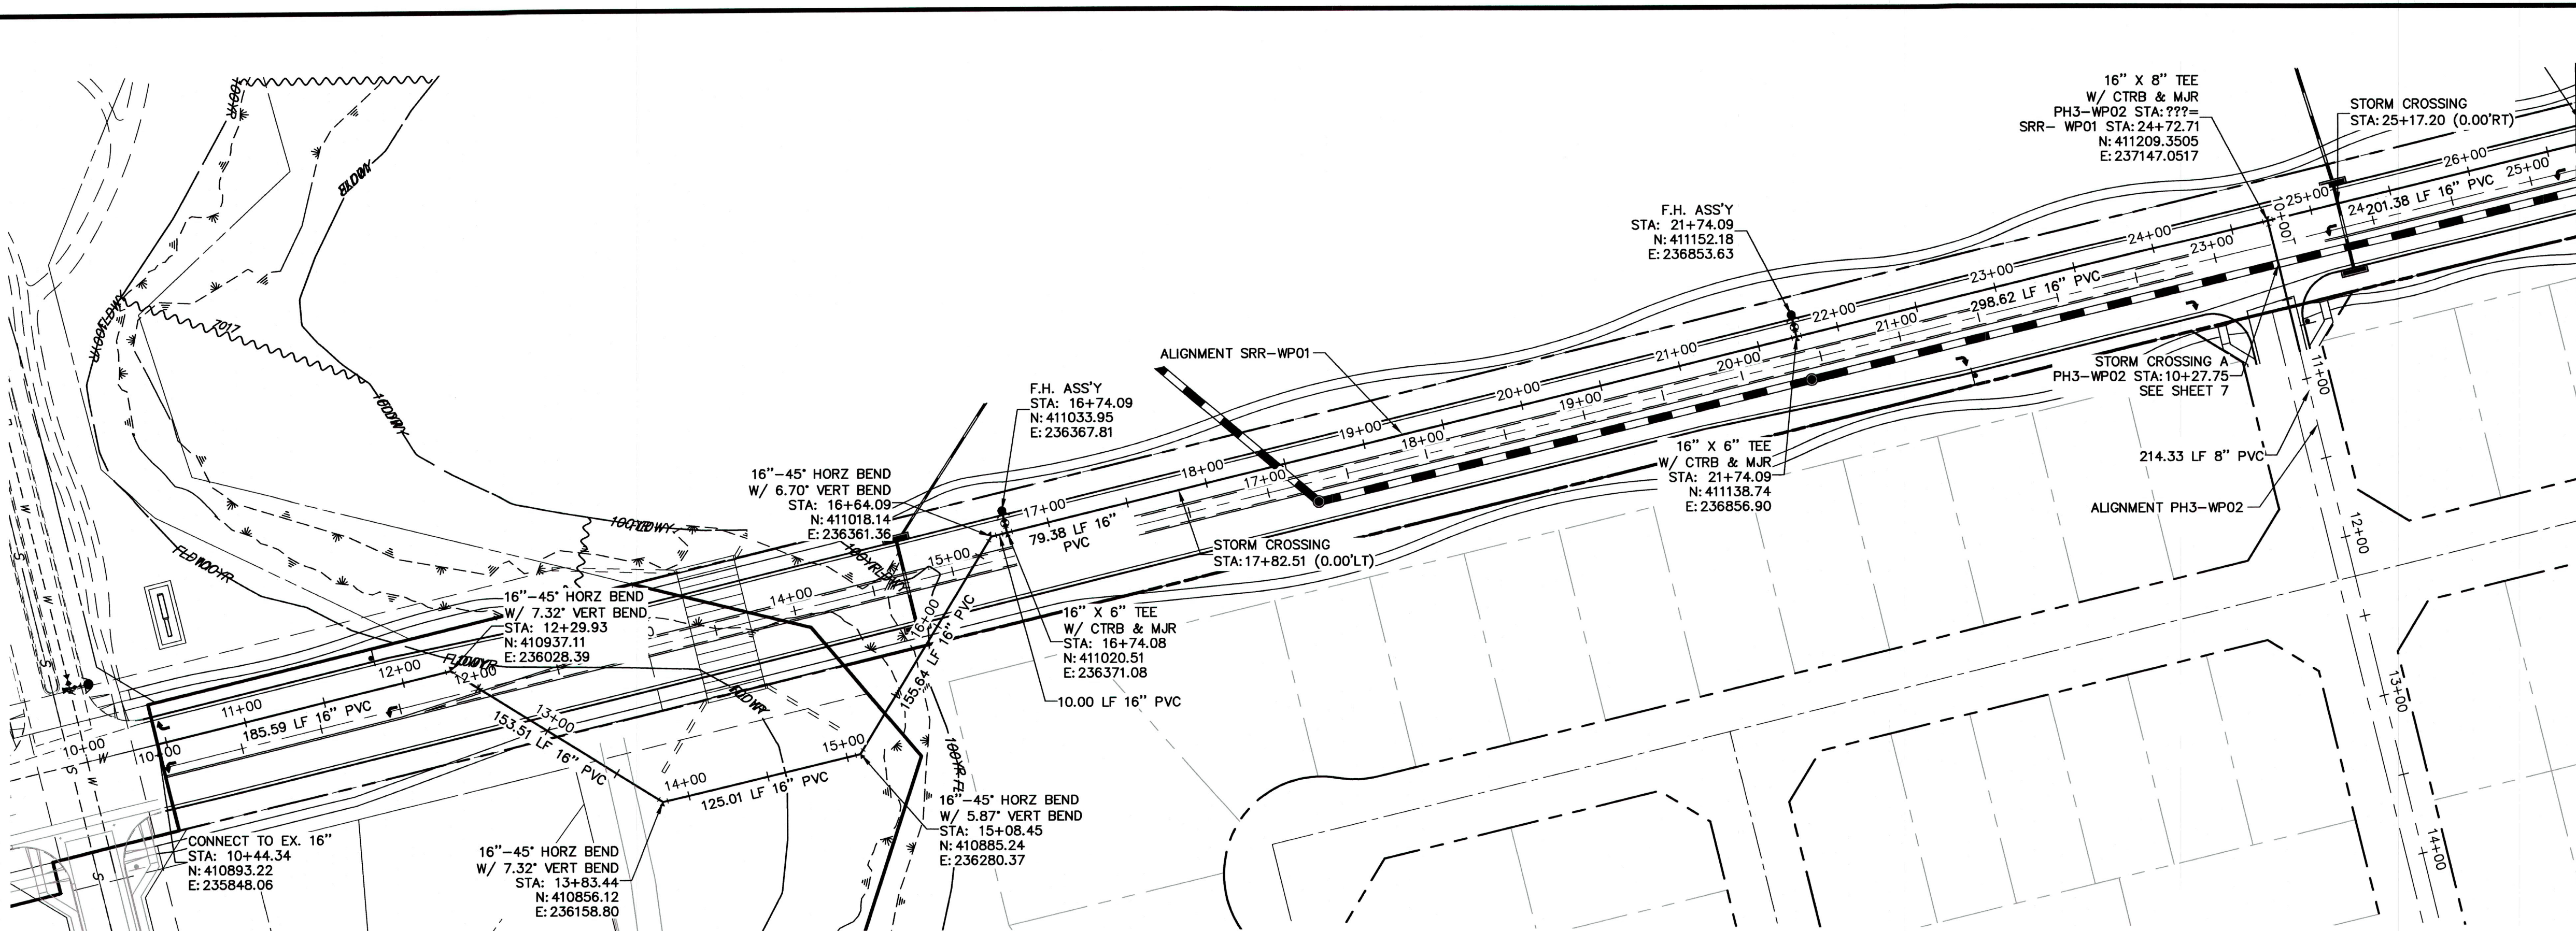 16" X 8" TEE
W/ CTRB & MJR
PH3-WP02 STA:???=
SRR- WP01 STA:24+72.71
N:411209.3505
E:237147.0517
STORM CROSSING
STA:25+17.20 (0.00'RT)
F.H. ASS'Y
STA: 21+74.09
N:411152.18
E:236853.63
ALIGNMENT SRR-WP01
F.H. ASS'Y
STA: 16+74.09
N:411033.95
E:236367.81
16"-45° HORZ BEND
W/ 6.70° VERT BEND
STA: 16+64.09
N:411018.14
E:236361.36
STORM CROSSING A
PH3-WP02 STA:10+27.75
SEE SHEET 7
16" X 6" TEE
W/ CTRB & MJR
STA: 21+74.09
N:411138.74
E:236856.90
214.33 LF 8" PVC
ALIGNMENT PH3-WP02
STORM CROSSING
STA:17+82.51 (0.00'LT)
16"-45° HORZ BEND
W/ 7.32° VERT BEND
STA: 12+29.93
N:410937.11
E:236028.39
16" X 6" TEE
W/ CTRB & MJR
STA: 16+74.08
N:411020.51
E:236371.08
10.00 LF 16" PVC
16"-45° HORZ BEND
W/ 5.87° VERT BEND
STA: 15+08.45
N:410885.24
E:236280.37
CONNECT TO EX. 16"
STA: 10+44.34
N:410893.22
E:235848.06
16"-45° HORZ BEND
W/ 7.32° VERT BEND
STA: 13+83.44
N:410856.12
E:236158.80
185.59 LF 16" PVC
153.51 LF 16" PVC
125.01 LF 16" PVC
155.64 LF 16" PVC
79.38 LF 16"
PVC
298.62 LF 16" PVC
201.38 LF 16" PVC
10+00
10+00
11+00
12+00
12+00
13+00
14+00
15+00
16+00
14+00
15+00
17+00
17+00
18+00
18+00
19+00
19+00
20+00
20+00
21+00
21+00
22+00
23+00
23+00
24+00
25+00
25+00
26+00
11+00
12+00
13+00
14+00
7017
100YR
S
W
S
W
S
W
S